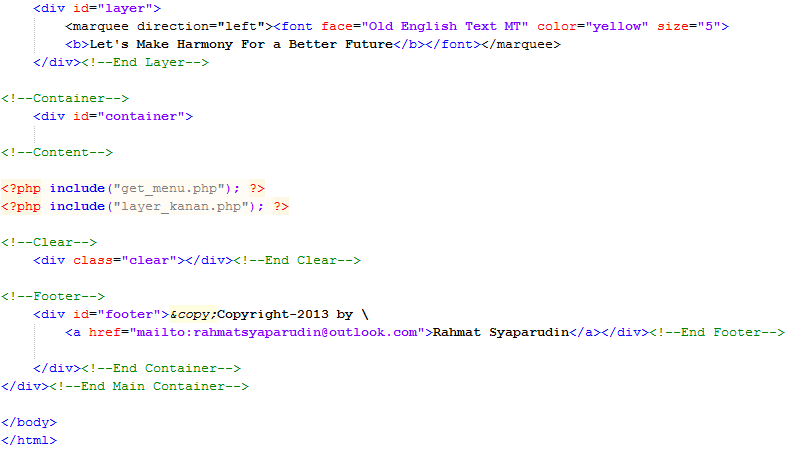 <div id="layer">
<marquee direction="left"><font face="Old English Text MT" color="yellow" size="5">
<b>Let's Make Harmony For a Better Future</b></font></marquee>
</div><!--End Layer-->
<!--Container-->
<div id="container">
<!--Content-->
<?php include("get_menu.php"); ?>
<?php include("layer_kanan.php"); ?>
<!--Clear-->
<div class="clear"></div><!--End Clear-->
<!--Footer-->
<div id="footer">&copy;Copyright-2013 by \
<a href="mailto:rahmatsyaparudin@outlook.com">Rahmat Syaparudin</a></div><!--End Footer-->
</div><!--End Container-->
</div><!--End Main Container-->
</body>
</html>